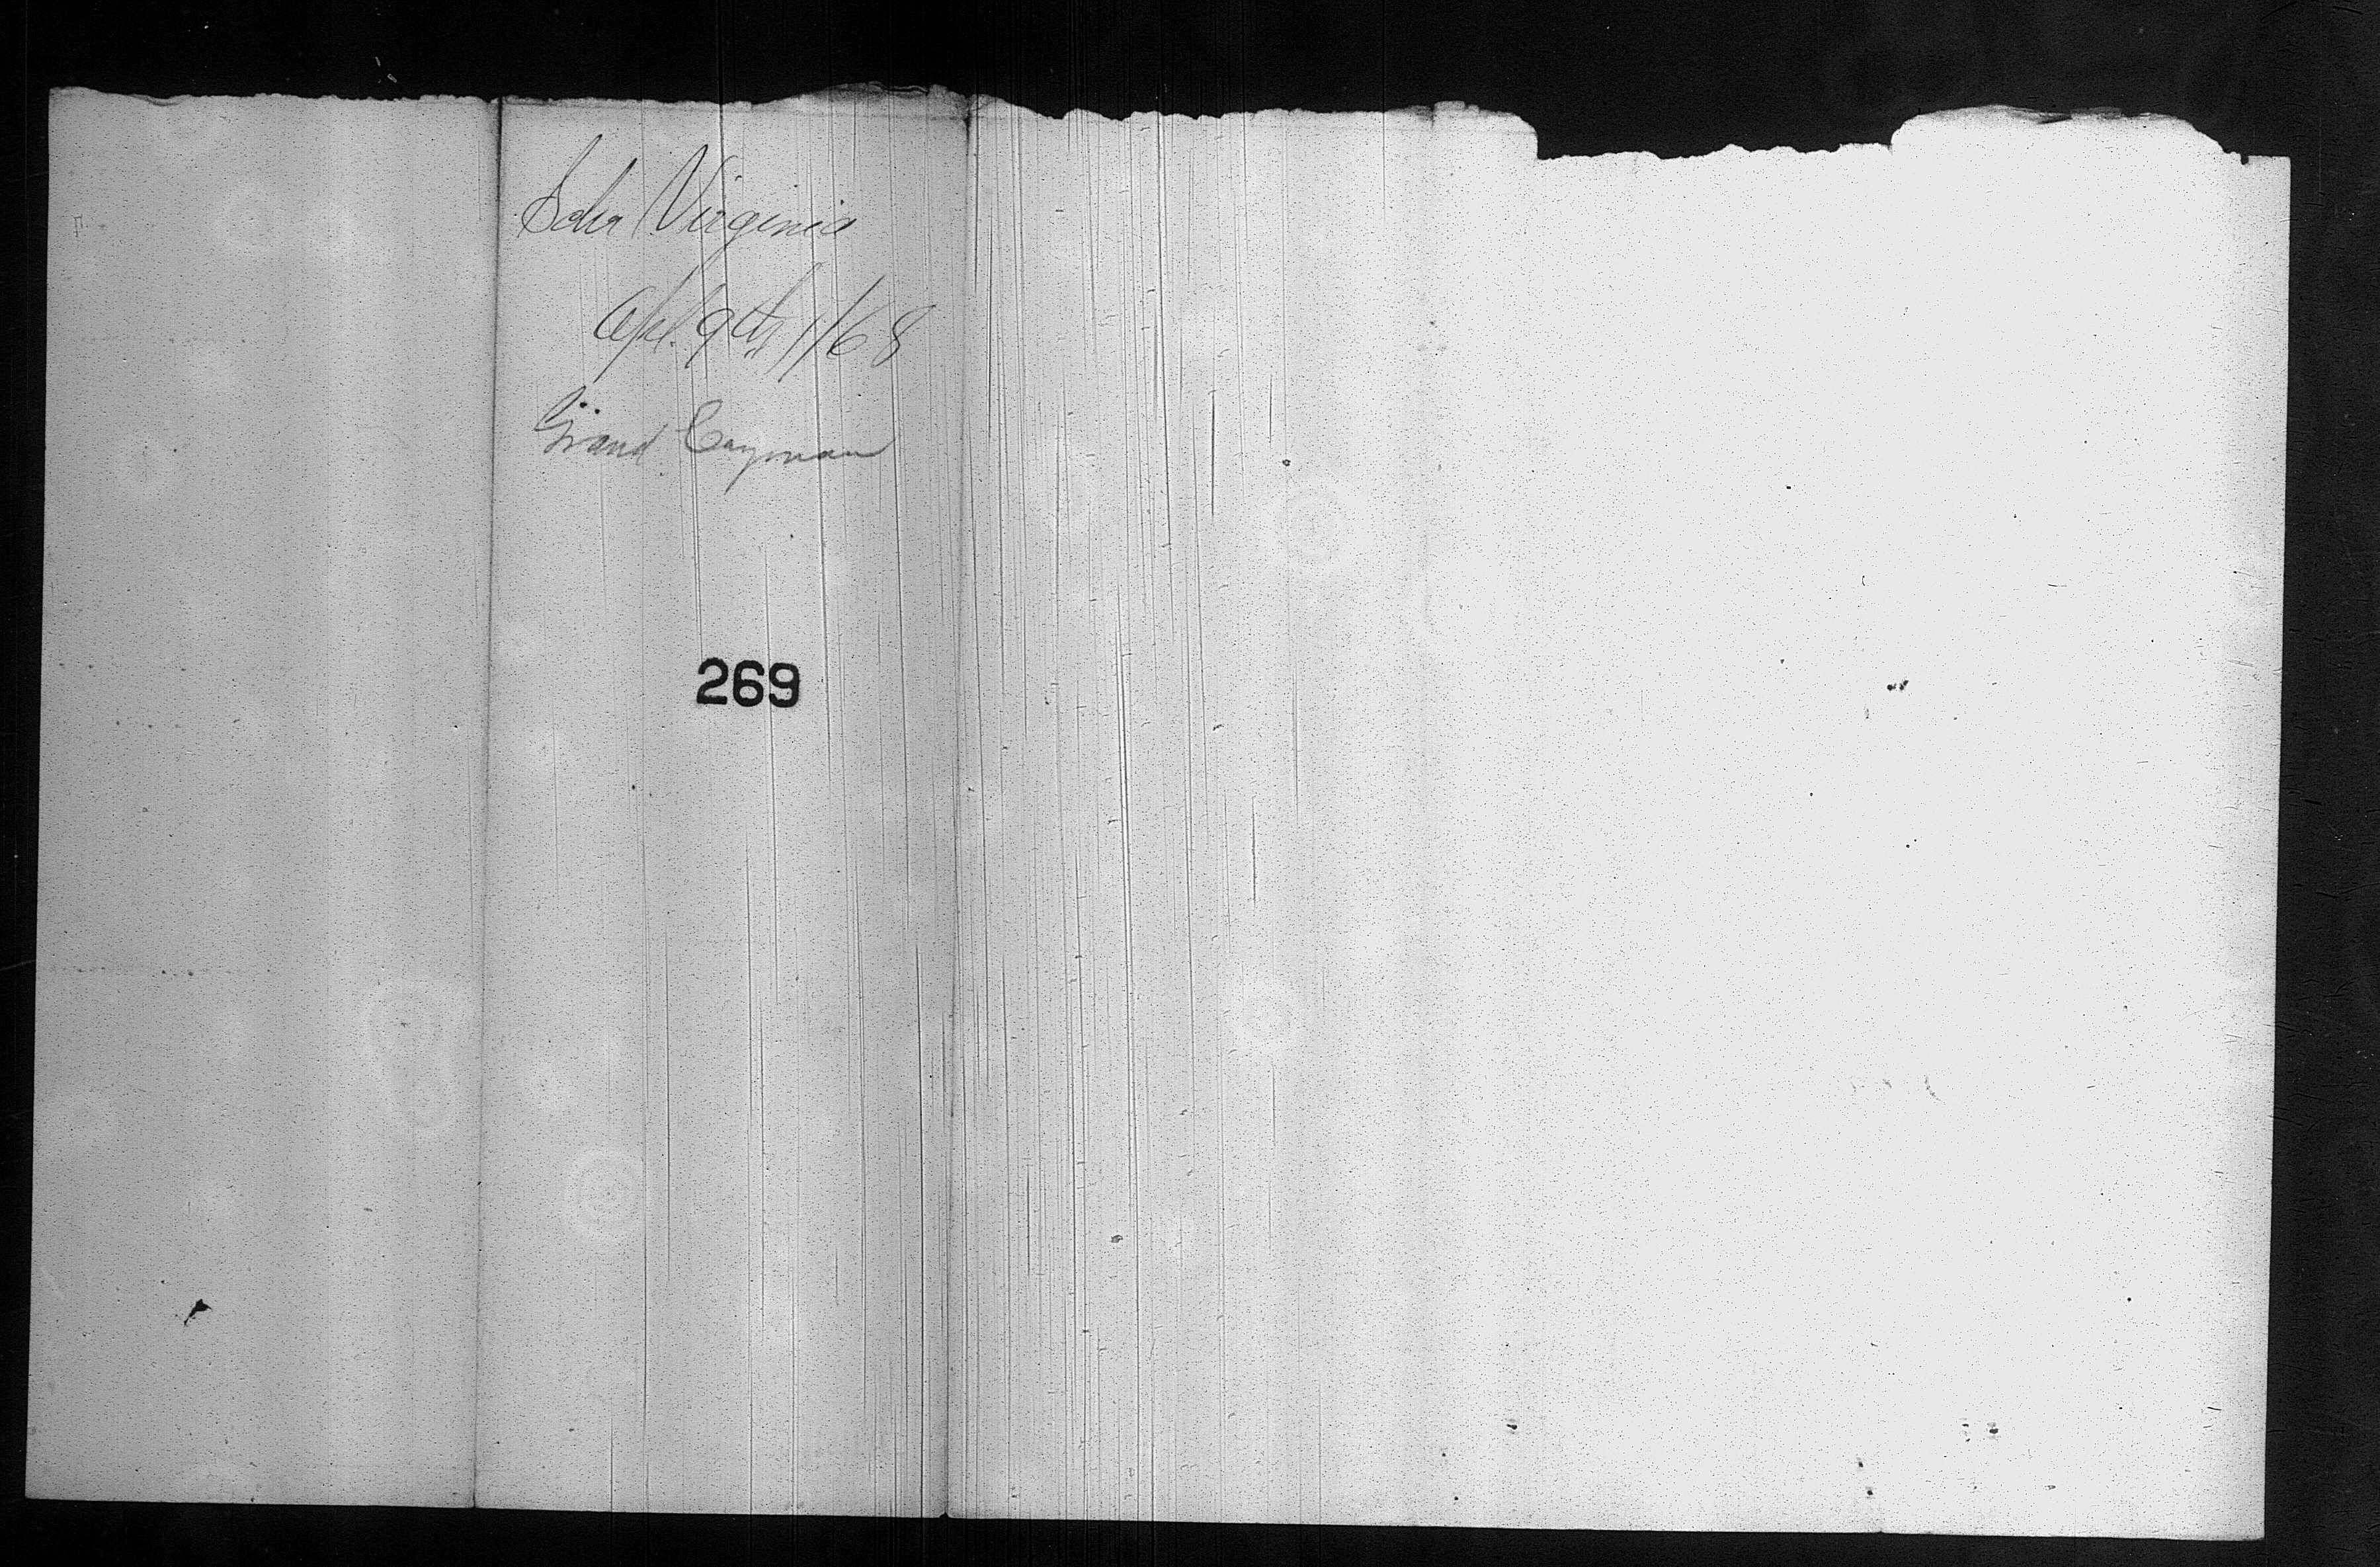 Schr Virginia
Apl. 9th /68
Grand Cayman
269